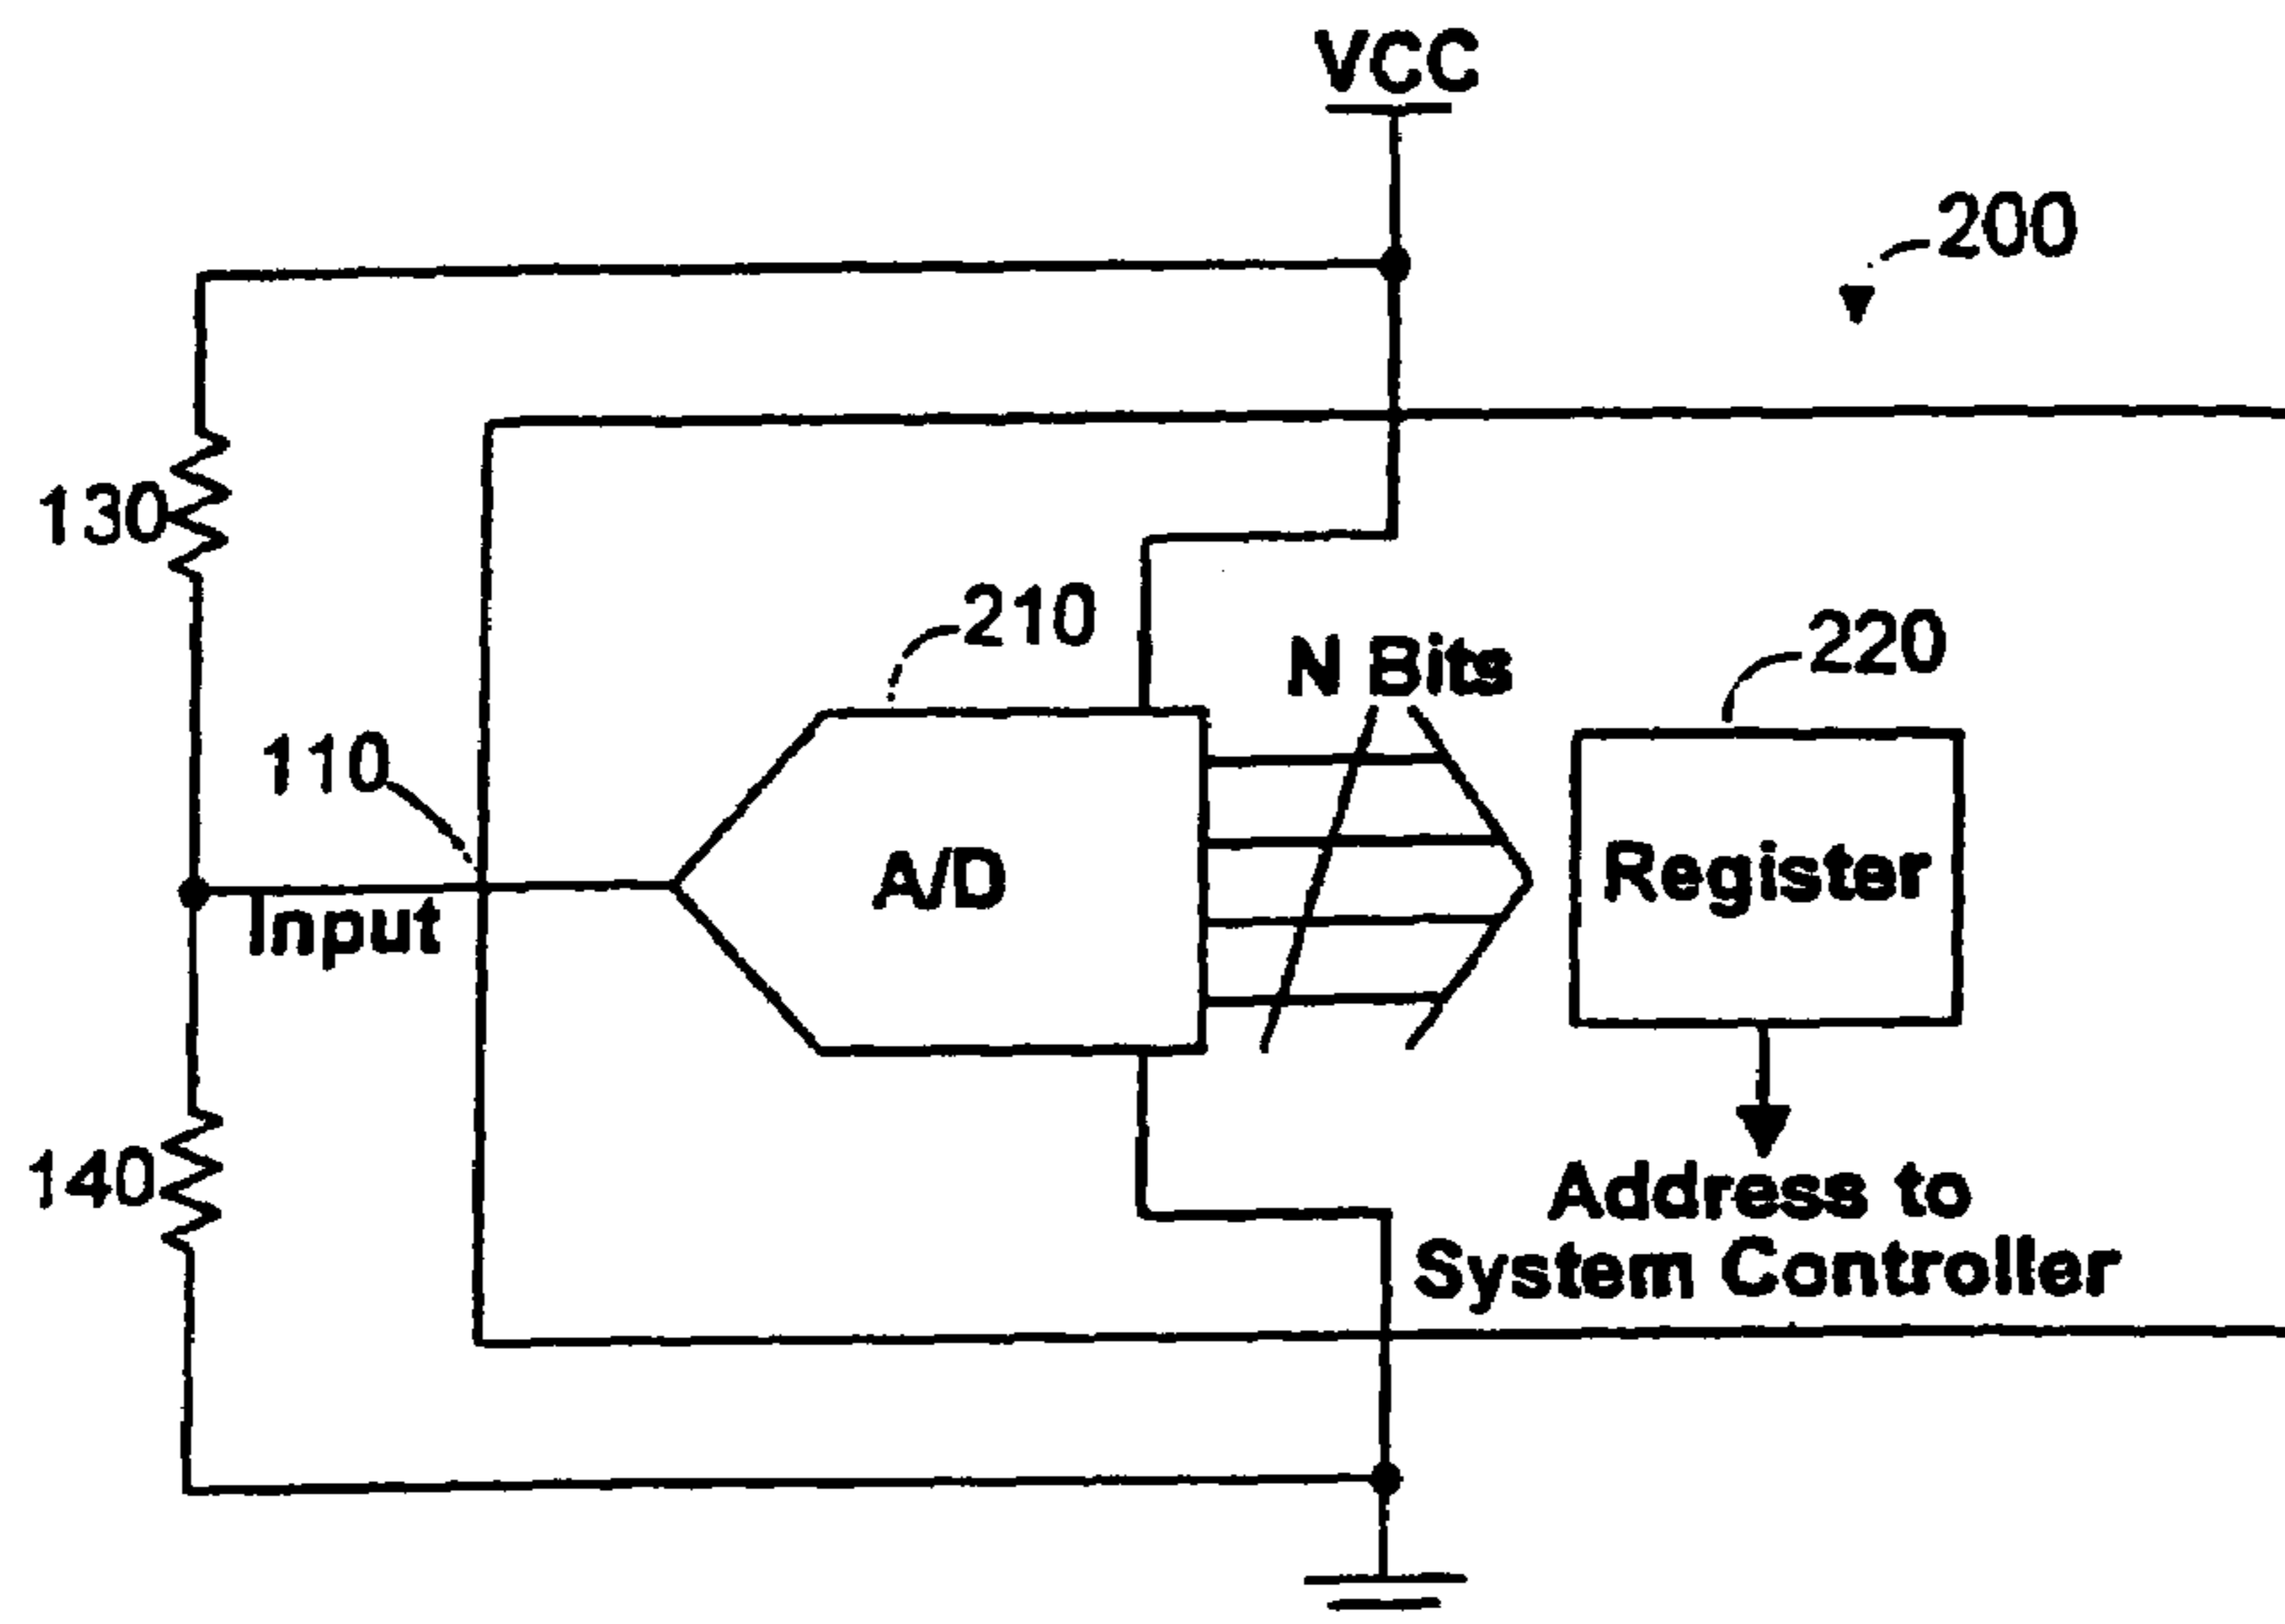 VCC
200
130
210
N Bits
220
110
A/D
Register
Input
140
Address to
System Controller